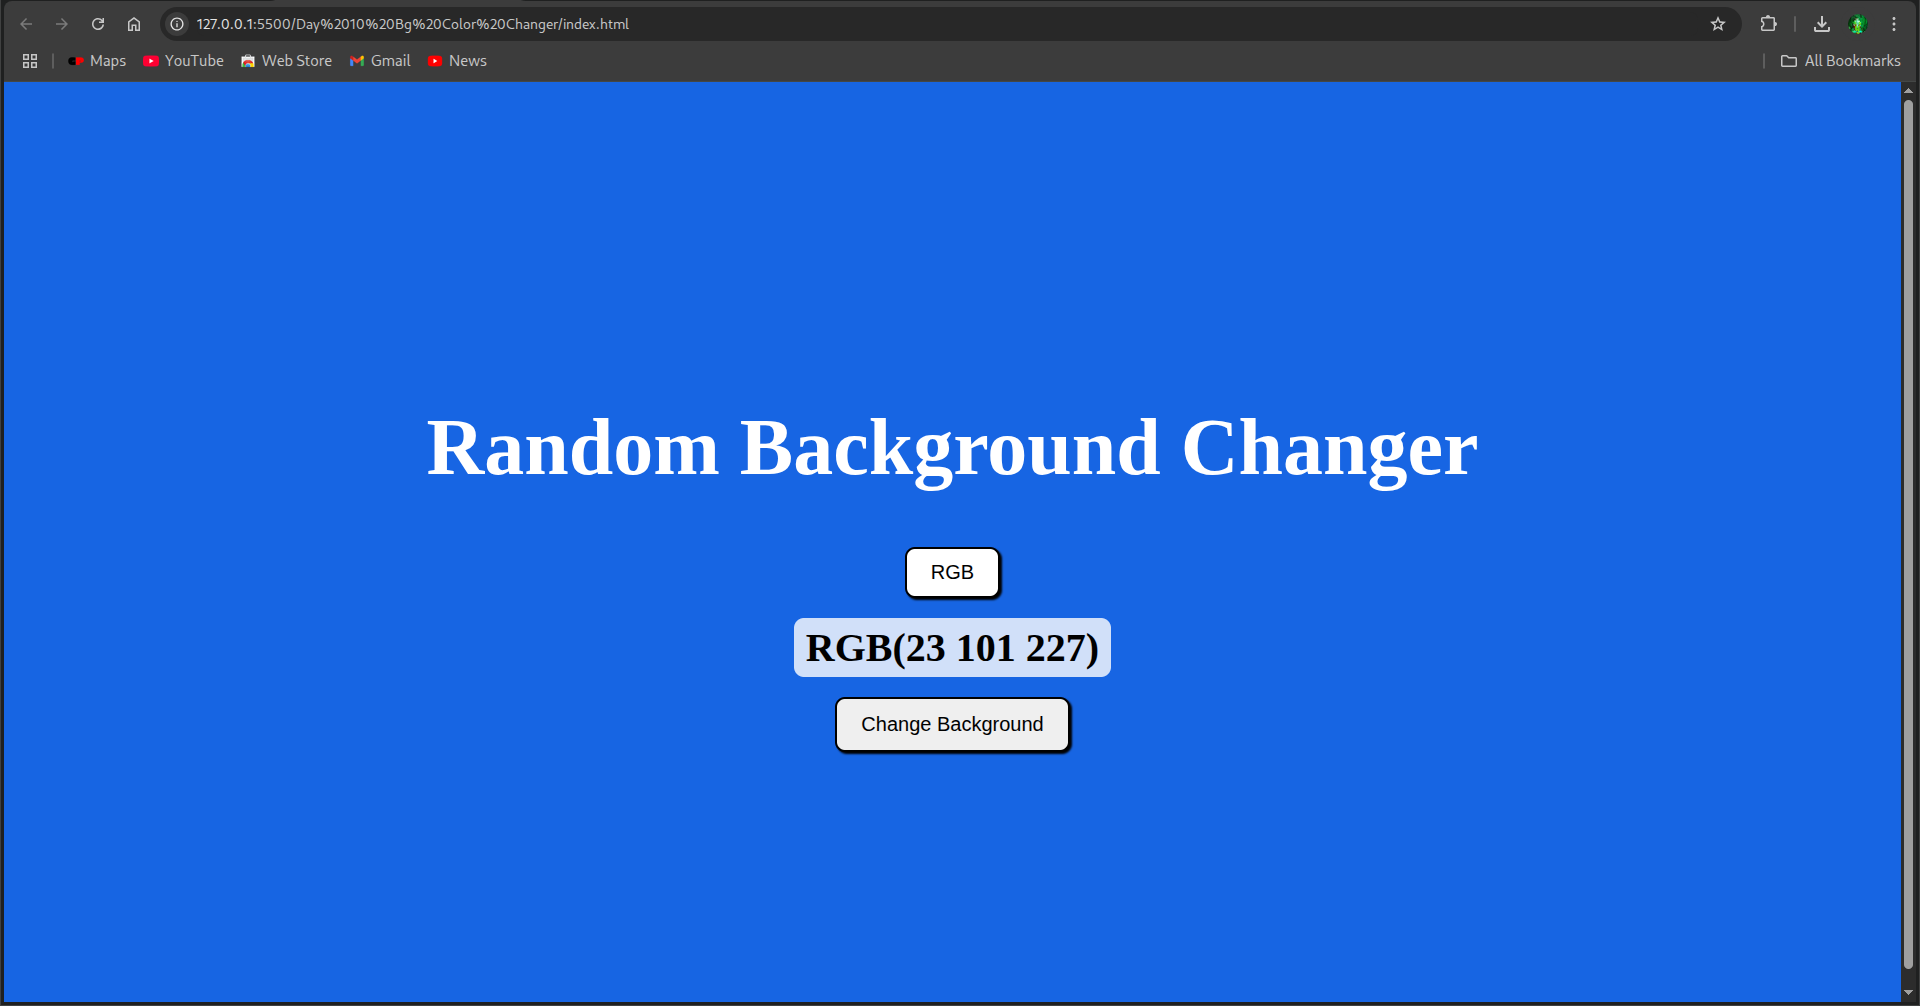 127.0.0.1:5500/Day%2010%20Bg%20Color%20Changer/index.html
Maps YouTube Web Store Gmail News All Bookmarks
Random Background Changer
RGB
RGB(23 101 227)
Change Background